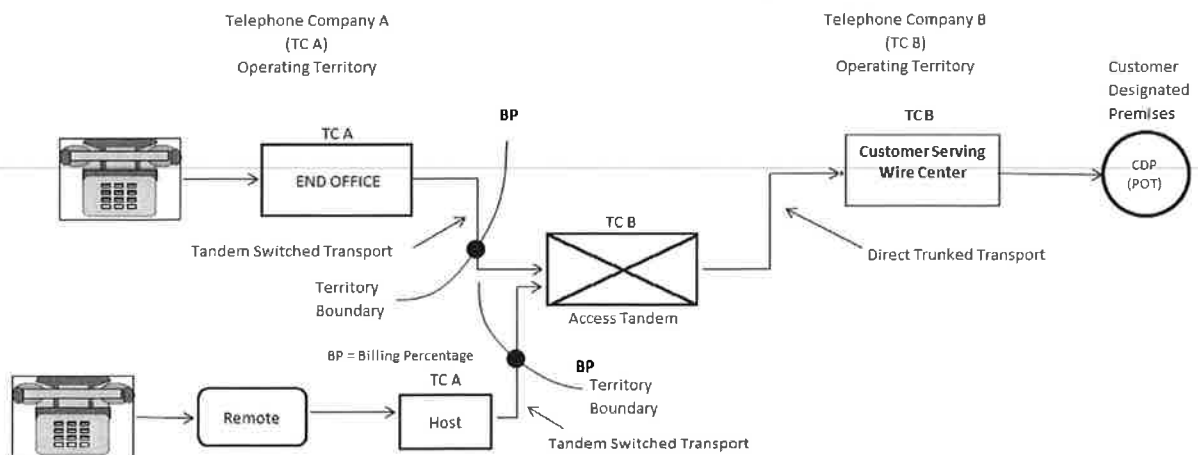 Telephone Company A
(TC A)
Operating Territory
Telephone Company B
(TC B)
Operating Territory
Customer
Designated
Premises
BP
TC A
END OFFICE
TC B
Customer Serving
Wire Center
CDP
(POT)
Tandem Switched Transport
TC B
Direct Trunked Transport
Territory
Boundary
Access Tandem
BP = Billing Percentage
BP
TC A
Territory
Boundary
Remote
Host
Tandem Switched Transport